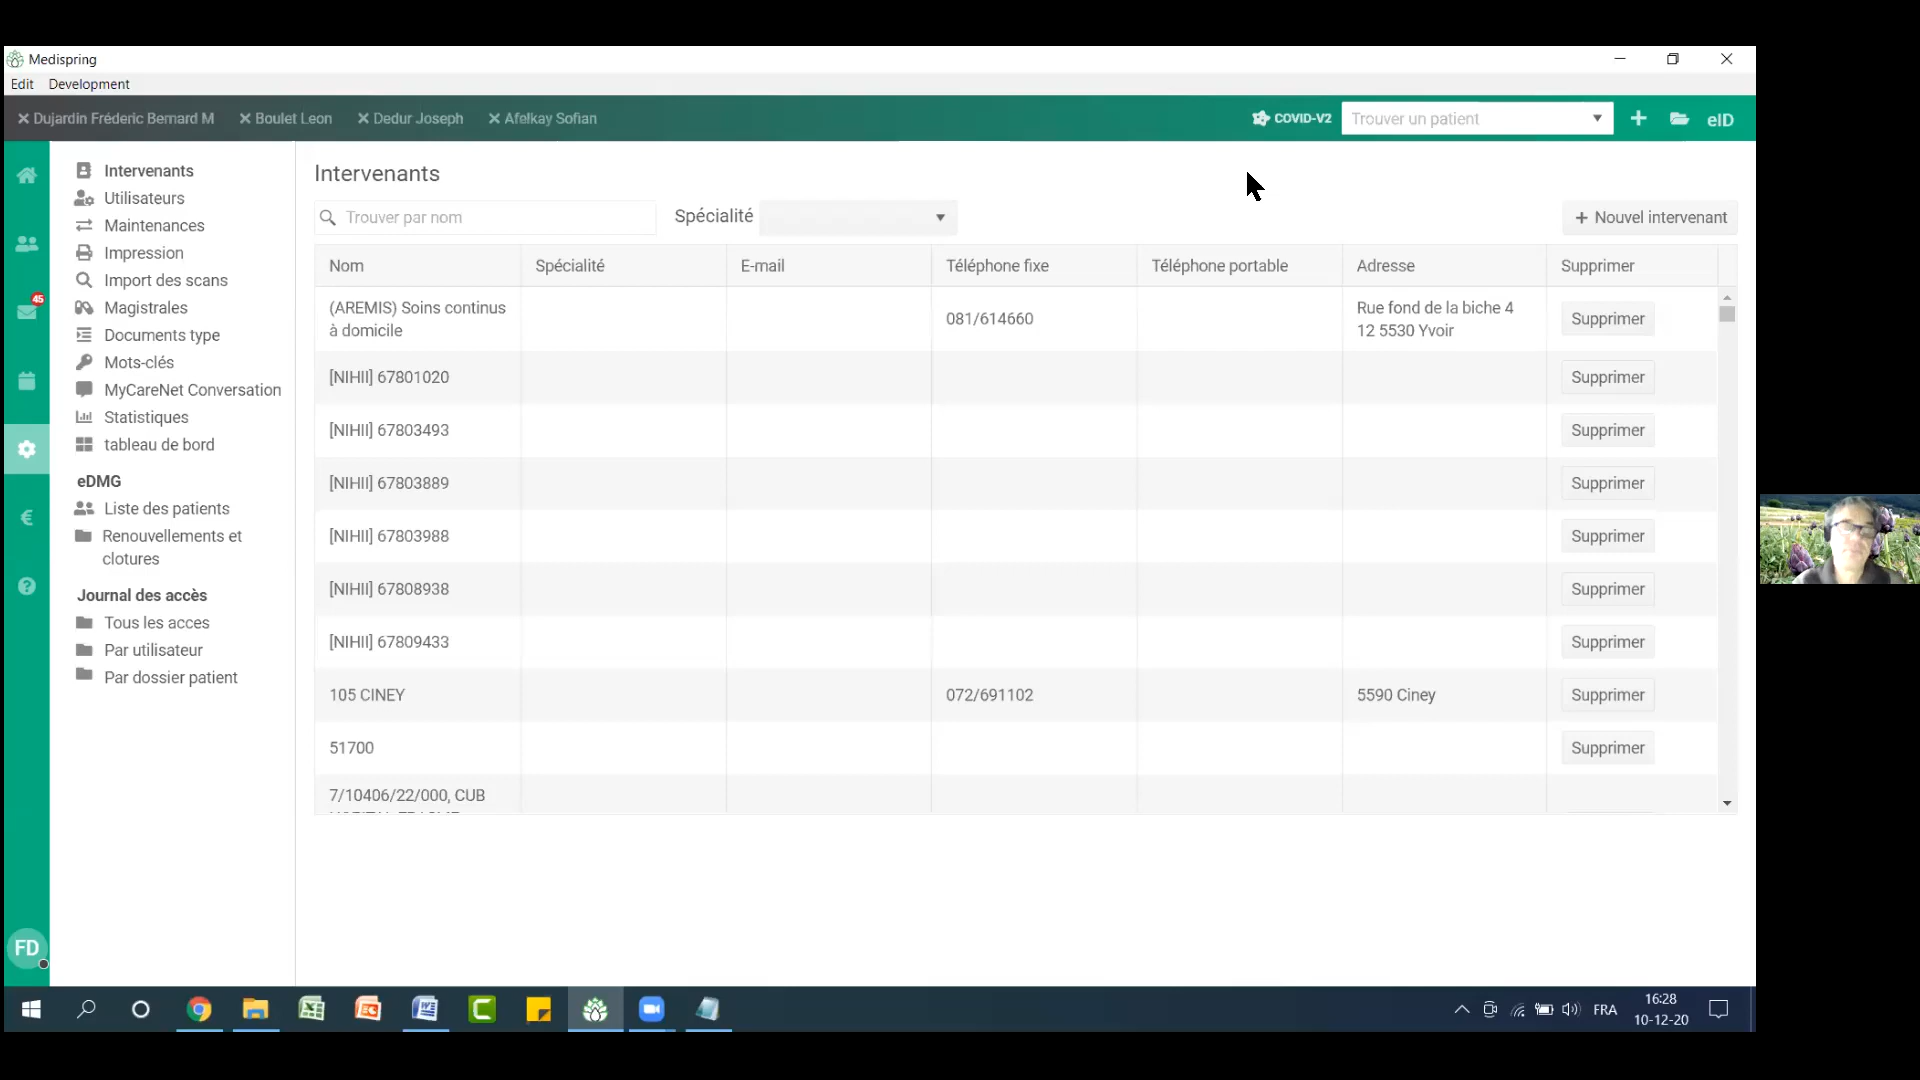 Medispring
Edit Development
Dujardin Fréderic Bernard M Boulet Leon Dedur Joseph Afelkay Sofian COVID-V2 Trouver un patient eID
Intervenants
Utilisateurs
Maintenances
Impression
Import des scans
45
Magistrales
Documents type
Mots-clés
MyCareNet Conversation
Statistiques
tableau de bord
eDMG
Liste des patients
Renouvellements et
clotures
Journal des accès
Tous les acces
Par utilisateur
Par dossier patient
FD
Intervenants
Trouver par nom Spécialité + Nouvel intervenant
Nom Spécialité E-mail Téléphone fixe Téléphone portable Adresse Supprimer
(AREMIS) Soins continus
à domicile 081/614660 Rue fond de la biche 4
12 5530 Yvoir Supprimer
[NIHII] 67801020 Supprimer
[NIHII] 67803493 Supprimer
[NIHII] 67803889 Supprimer
[NIHII] 67803988 Supprimer
[NIHII] 67808938 Supprimer
[NIHII] 67809433 Supprimer
105 CINEY 072/691102 5590 Ciney Supprimer
51700 Supprimer
7/10406/22/000, CUB
FRA 16:28
10-12-20